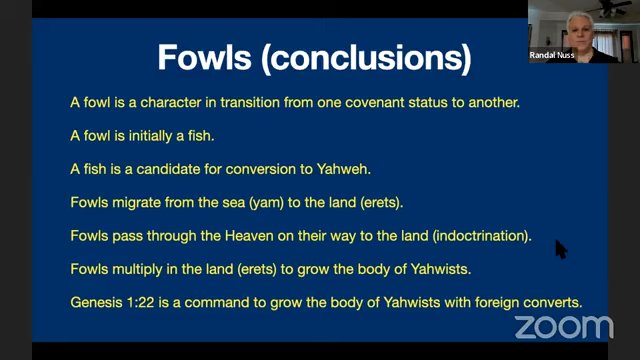 Fowls (conclusions)
Randal Nuss
A fowl is a character in transition from one covenant status to another.
A fowl is initially a fish.
A fish is a candidate for conversion to Yahweh.
Fowls migrate from the sea (yam) to the land (erets).
Fowls pass through the Heaven on their way to the land (indoctrination).
Fowls multiply in the land (erets) to grow the body of Yahwists.
Genesis 1:22 is a command to grow the body of Yahwists with foreign converts.
zoom